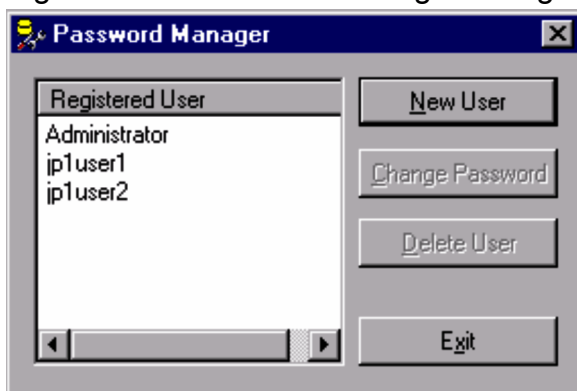 Password Manager
Registered User
Administrator
jp1user1
jp1user2
New User
Change Password
Delete User
Exit